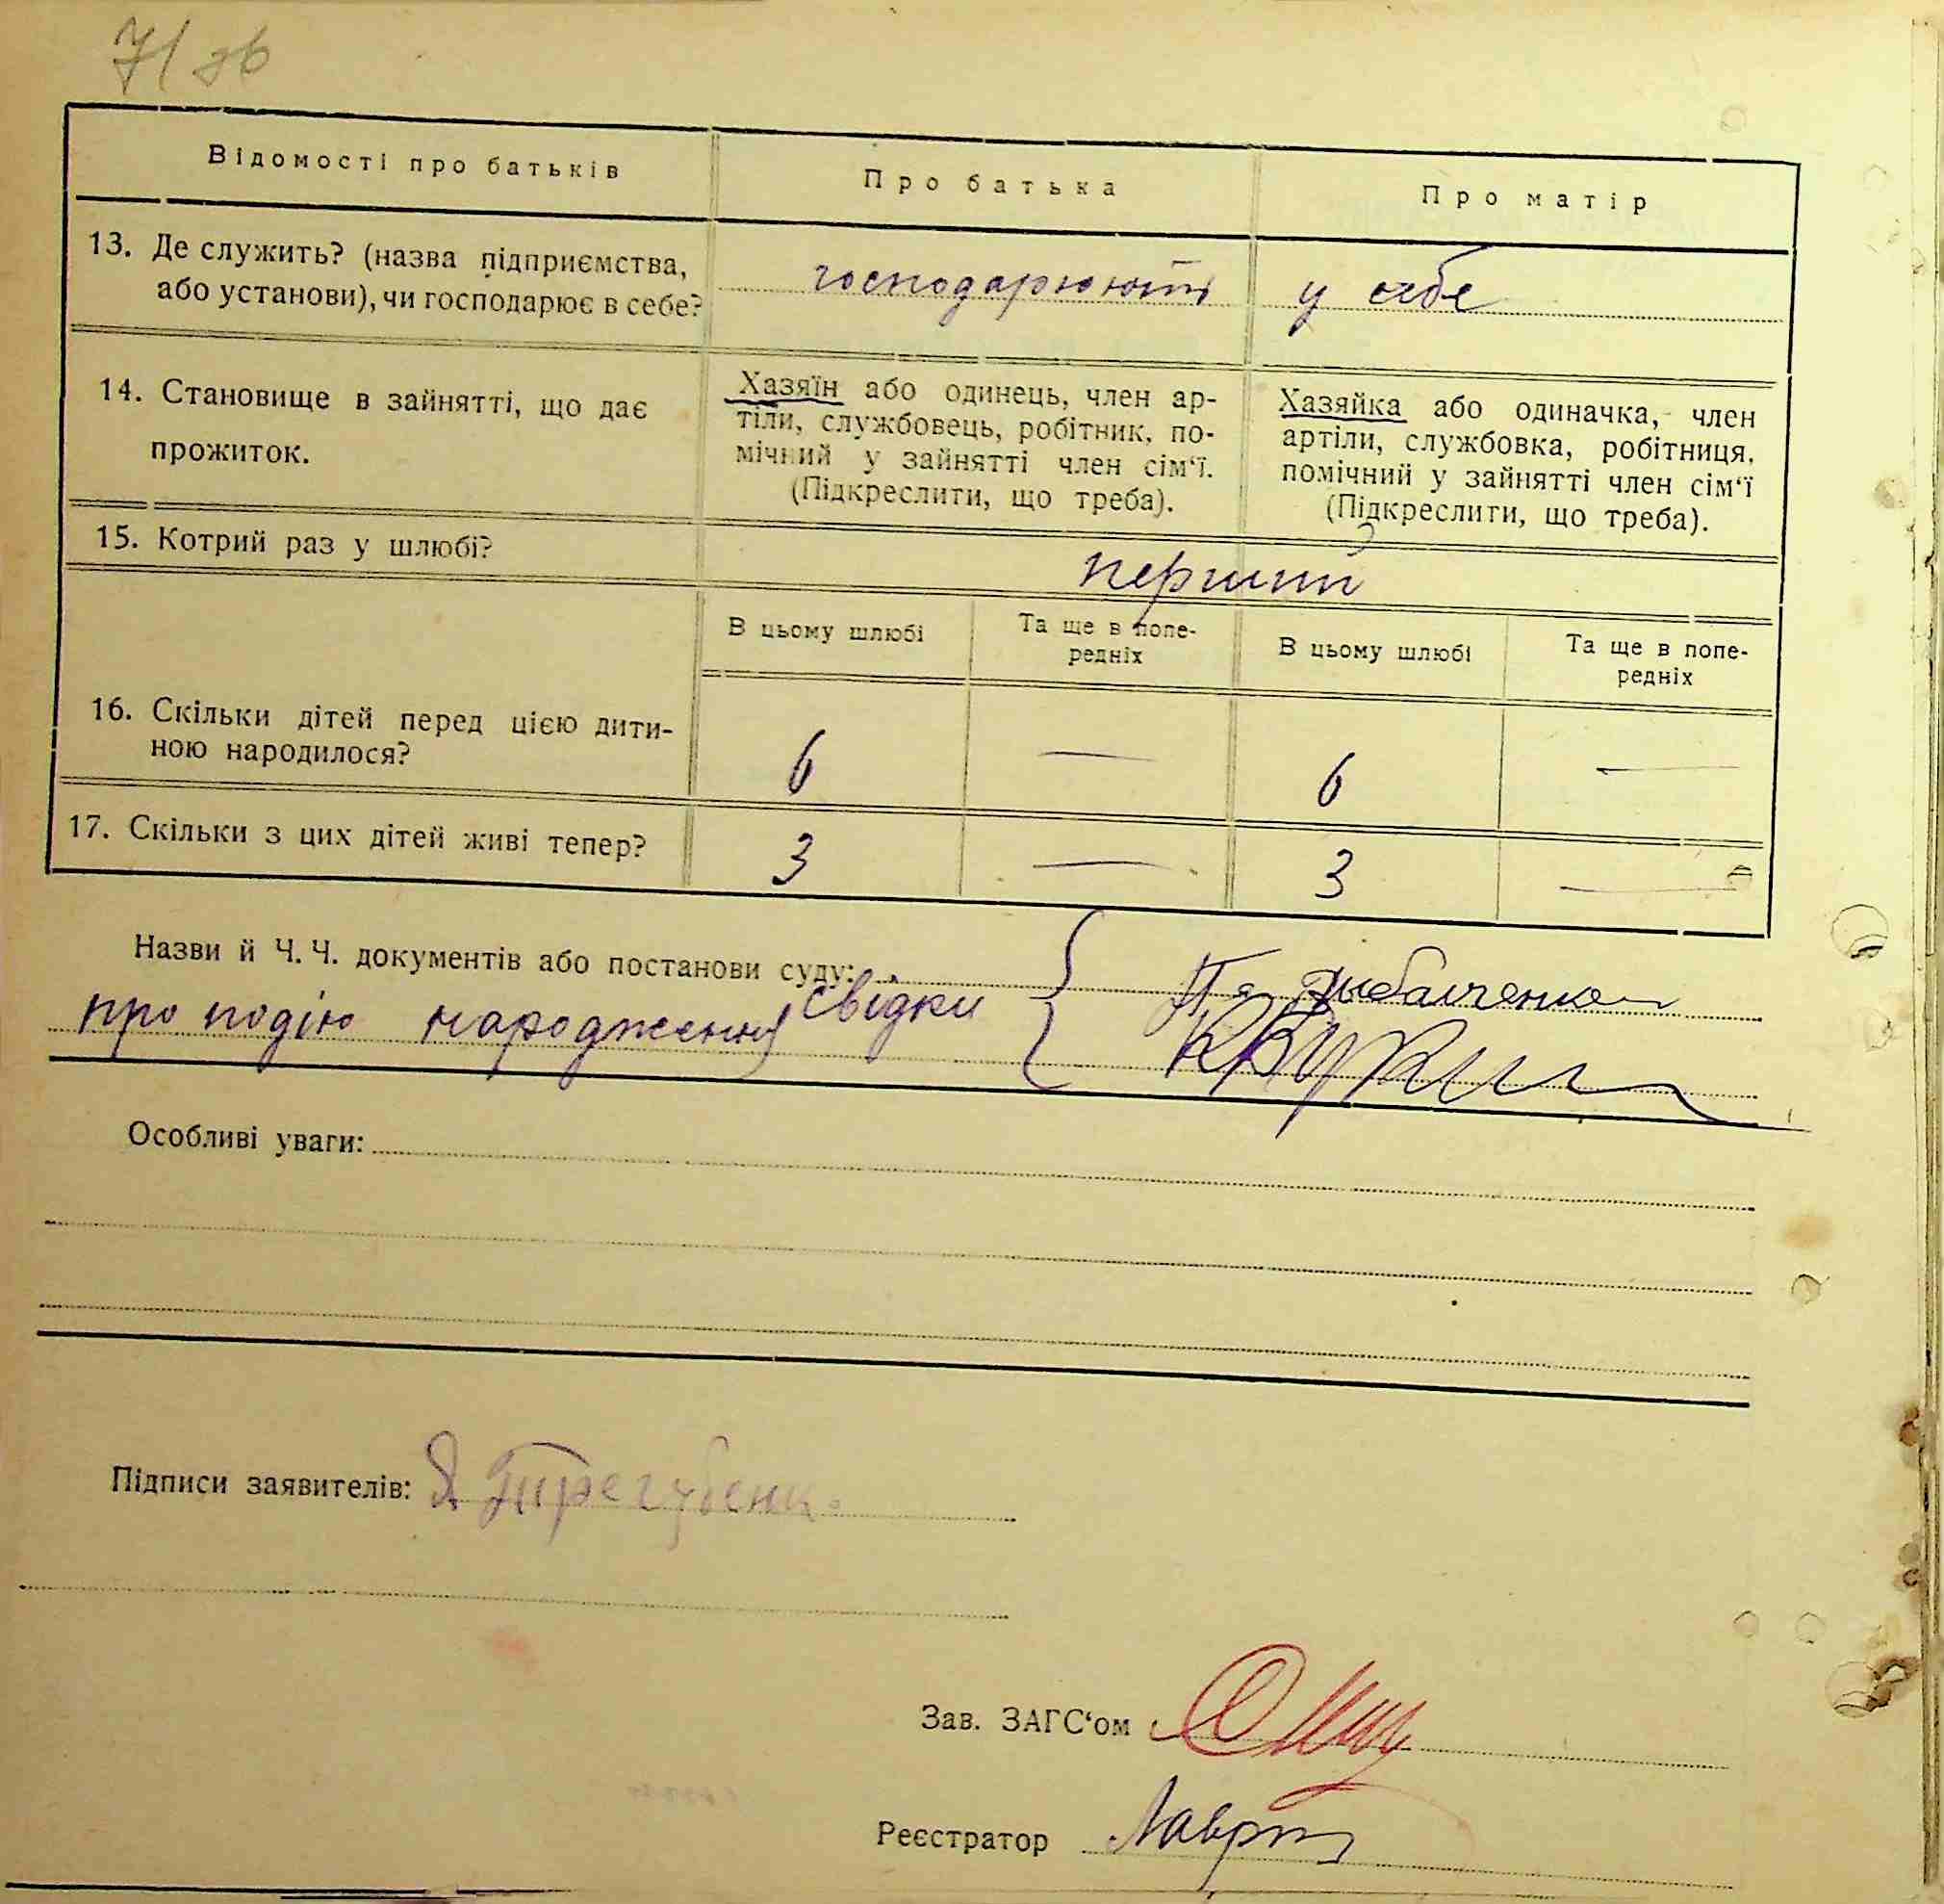 71 зв
Відомості про батьків
Про батька
Про матір
13. Де служить? (назва підприємства,
або установи), чи господарює в себе?
господарюють у себе
14. Становище в зайнятті, що дає
прожиток.
Хазяїн або одинець, член ар-
тіли, службовець, робітник, по-
мічний у зайнятті член сім‘ї.
(Підкреслити, що треба).
Хазяйка або одиначка, член
артіли, службовка, робітниця,
помічний у зайнятті член сім‘ї
(Підкреслити, що треба).
15. Котрий раз у шлюбі?
перший
В цьому шлюбі
Та ще в попе-
редніх
В цьому шлюбі
Та ще в попе-
редніх
16. Скільки дітей перед цією дити-
ною народилося?
6 — 6 —
17. Скільки з цих дітей живі тепер?
3 — 3 —
Назви й Ч. Ч. документів або постанови суду:
про подію народження свідки
Особливі уваги:
Підписи заявителів: Трегубенко
Зав. ЗАГС‘ом
Реєстратор